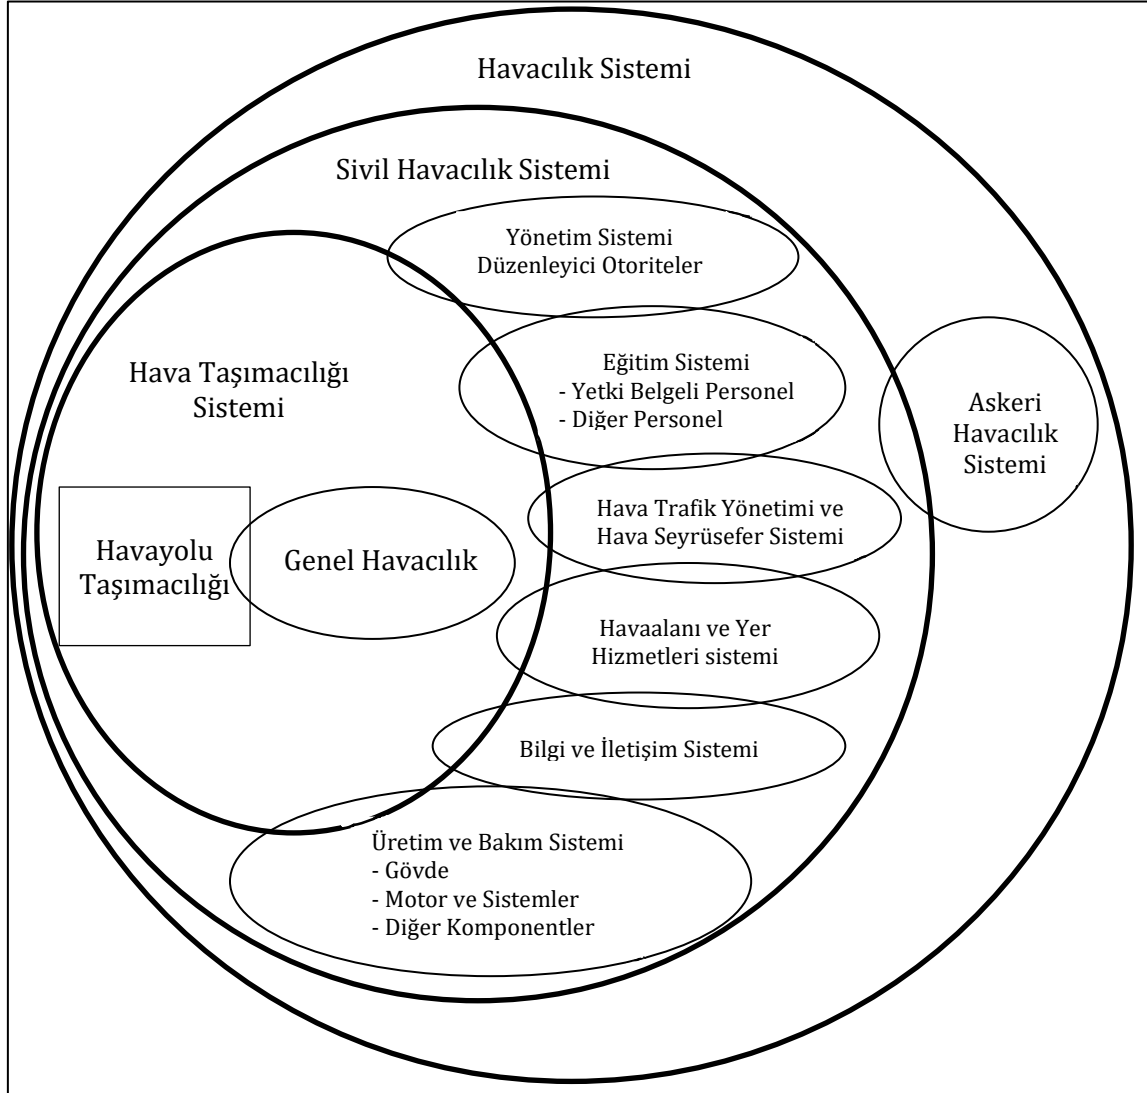 Havacılık Sistemi
Sivil Havacılık Sistemi
Yönetim Sistemi
Düzenleyici Otoriteler
Eğitim Sistemi
- Yetki Belgeli Personel
- Diğer Personel
Hava Taşımacılığı
Sistemi
Askeri
Havacılık
Sistemi
Hava Trafik Yönetimi ve
Hava Seyrüsefer Sistemi
Havayolu
Taşımacılığı
Genel Havacılık
Havaalanı ve Yer
Hizmetleri sistemi
Bilgi ve İletişim Sistemi
Üretim ve Bakım Sistemi
- Gövde
- Motor ve Sistemler
- Diğer Komponentler